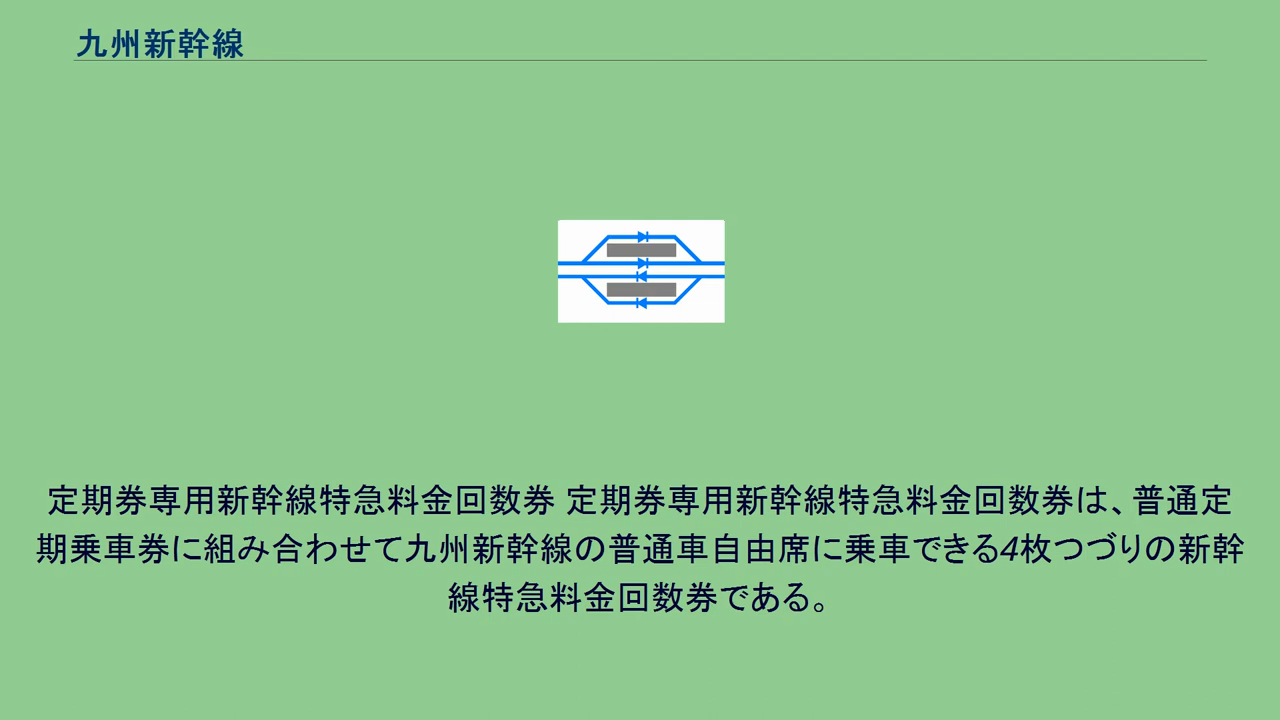 九州新幹線
定期券専用新幹線特急料金回数券 定期券専用新幹線特急料金回数券は、普通定
期乗車券に組み合わせて九州新幹線の普通車自由席に乗車できる4枚つづりの新幹
線特急料金回数券である。